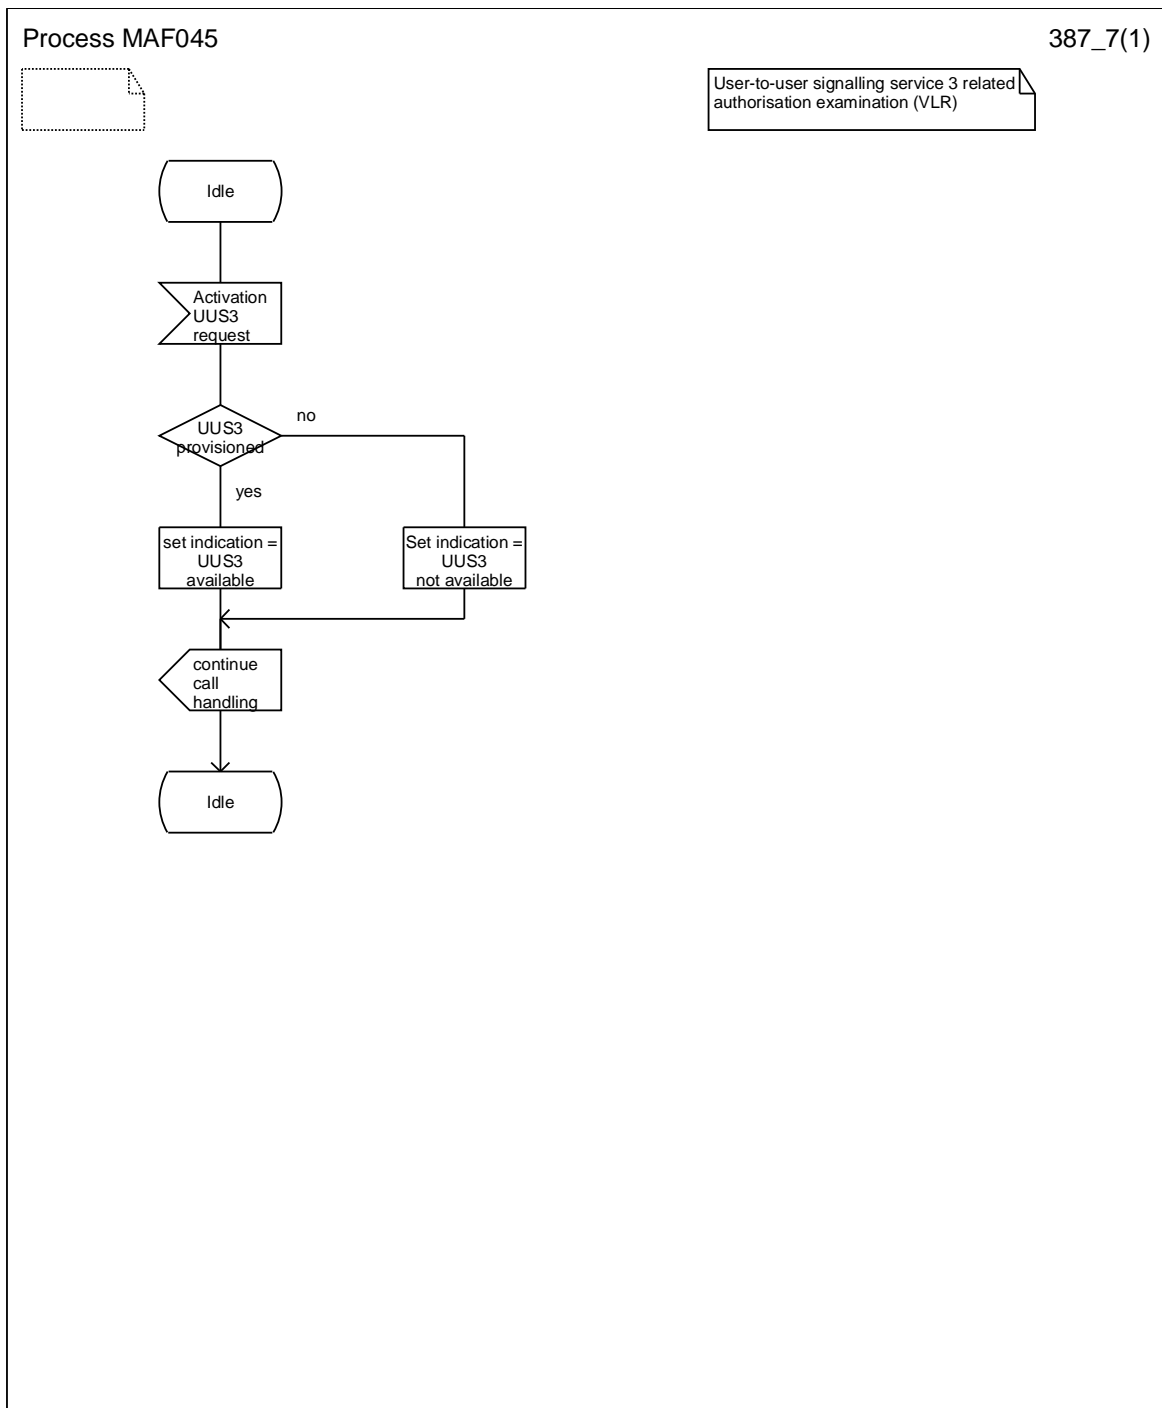 Process MAF045
387_7(1)
User-to-user signalling service 3 related
authorisation examination (VLR)
Idle
Activation
UUS3
request
UUS3
provisioned
no
yes
set indication =
UUS3
available
Set indication =
UUS3
not available
continue
call
handling
Idle